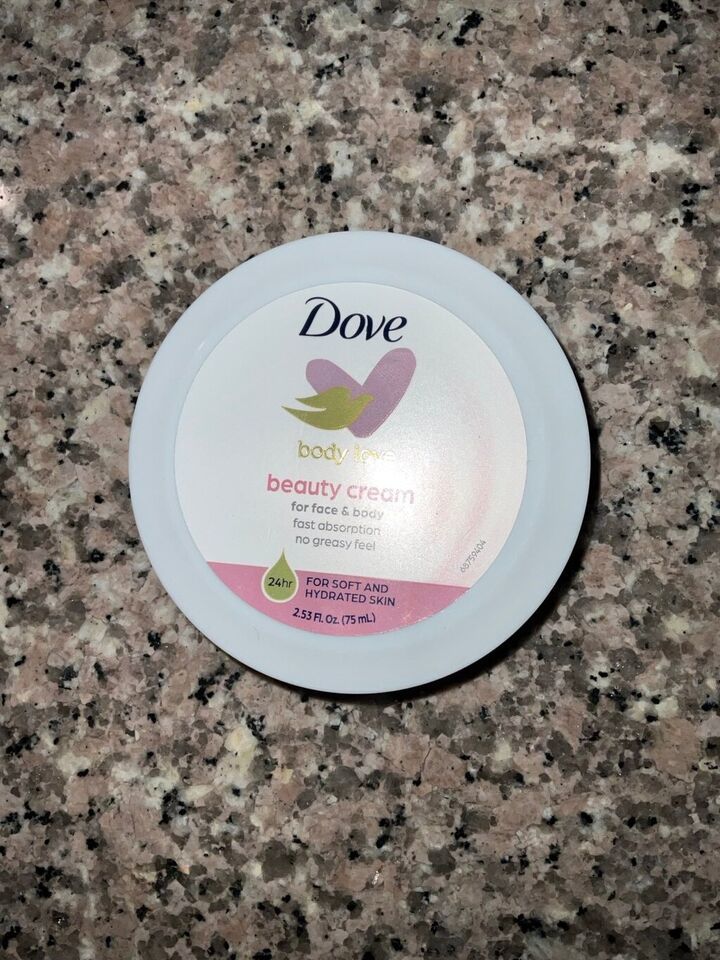 Dove
body love
beauty cream
for face & body
fast absorption
no greasy feel
68759404
24hr
FOR SOFT AND
HYDRATED SKIN
2.53 Fl. Oz. (75 mL)